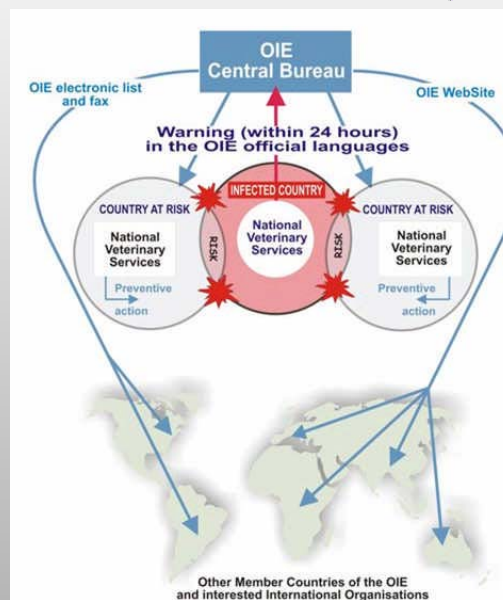 OIE
Central Bureau
OIE electronic list
and fax
OIE WebSite
Warning (within 24 hours)
in the OIE official languages
INFECTED COUNTRY
COUNTRY AT RISK
COUNTRY AT RISK
National
Veterinary
Services
RISK
National
Veterinary
Services
RISK
National
Veterinary
Services
Preventive
action
Preventive
action
Other Member Countries of the OIE
and interested International Organisations